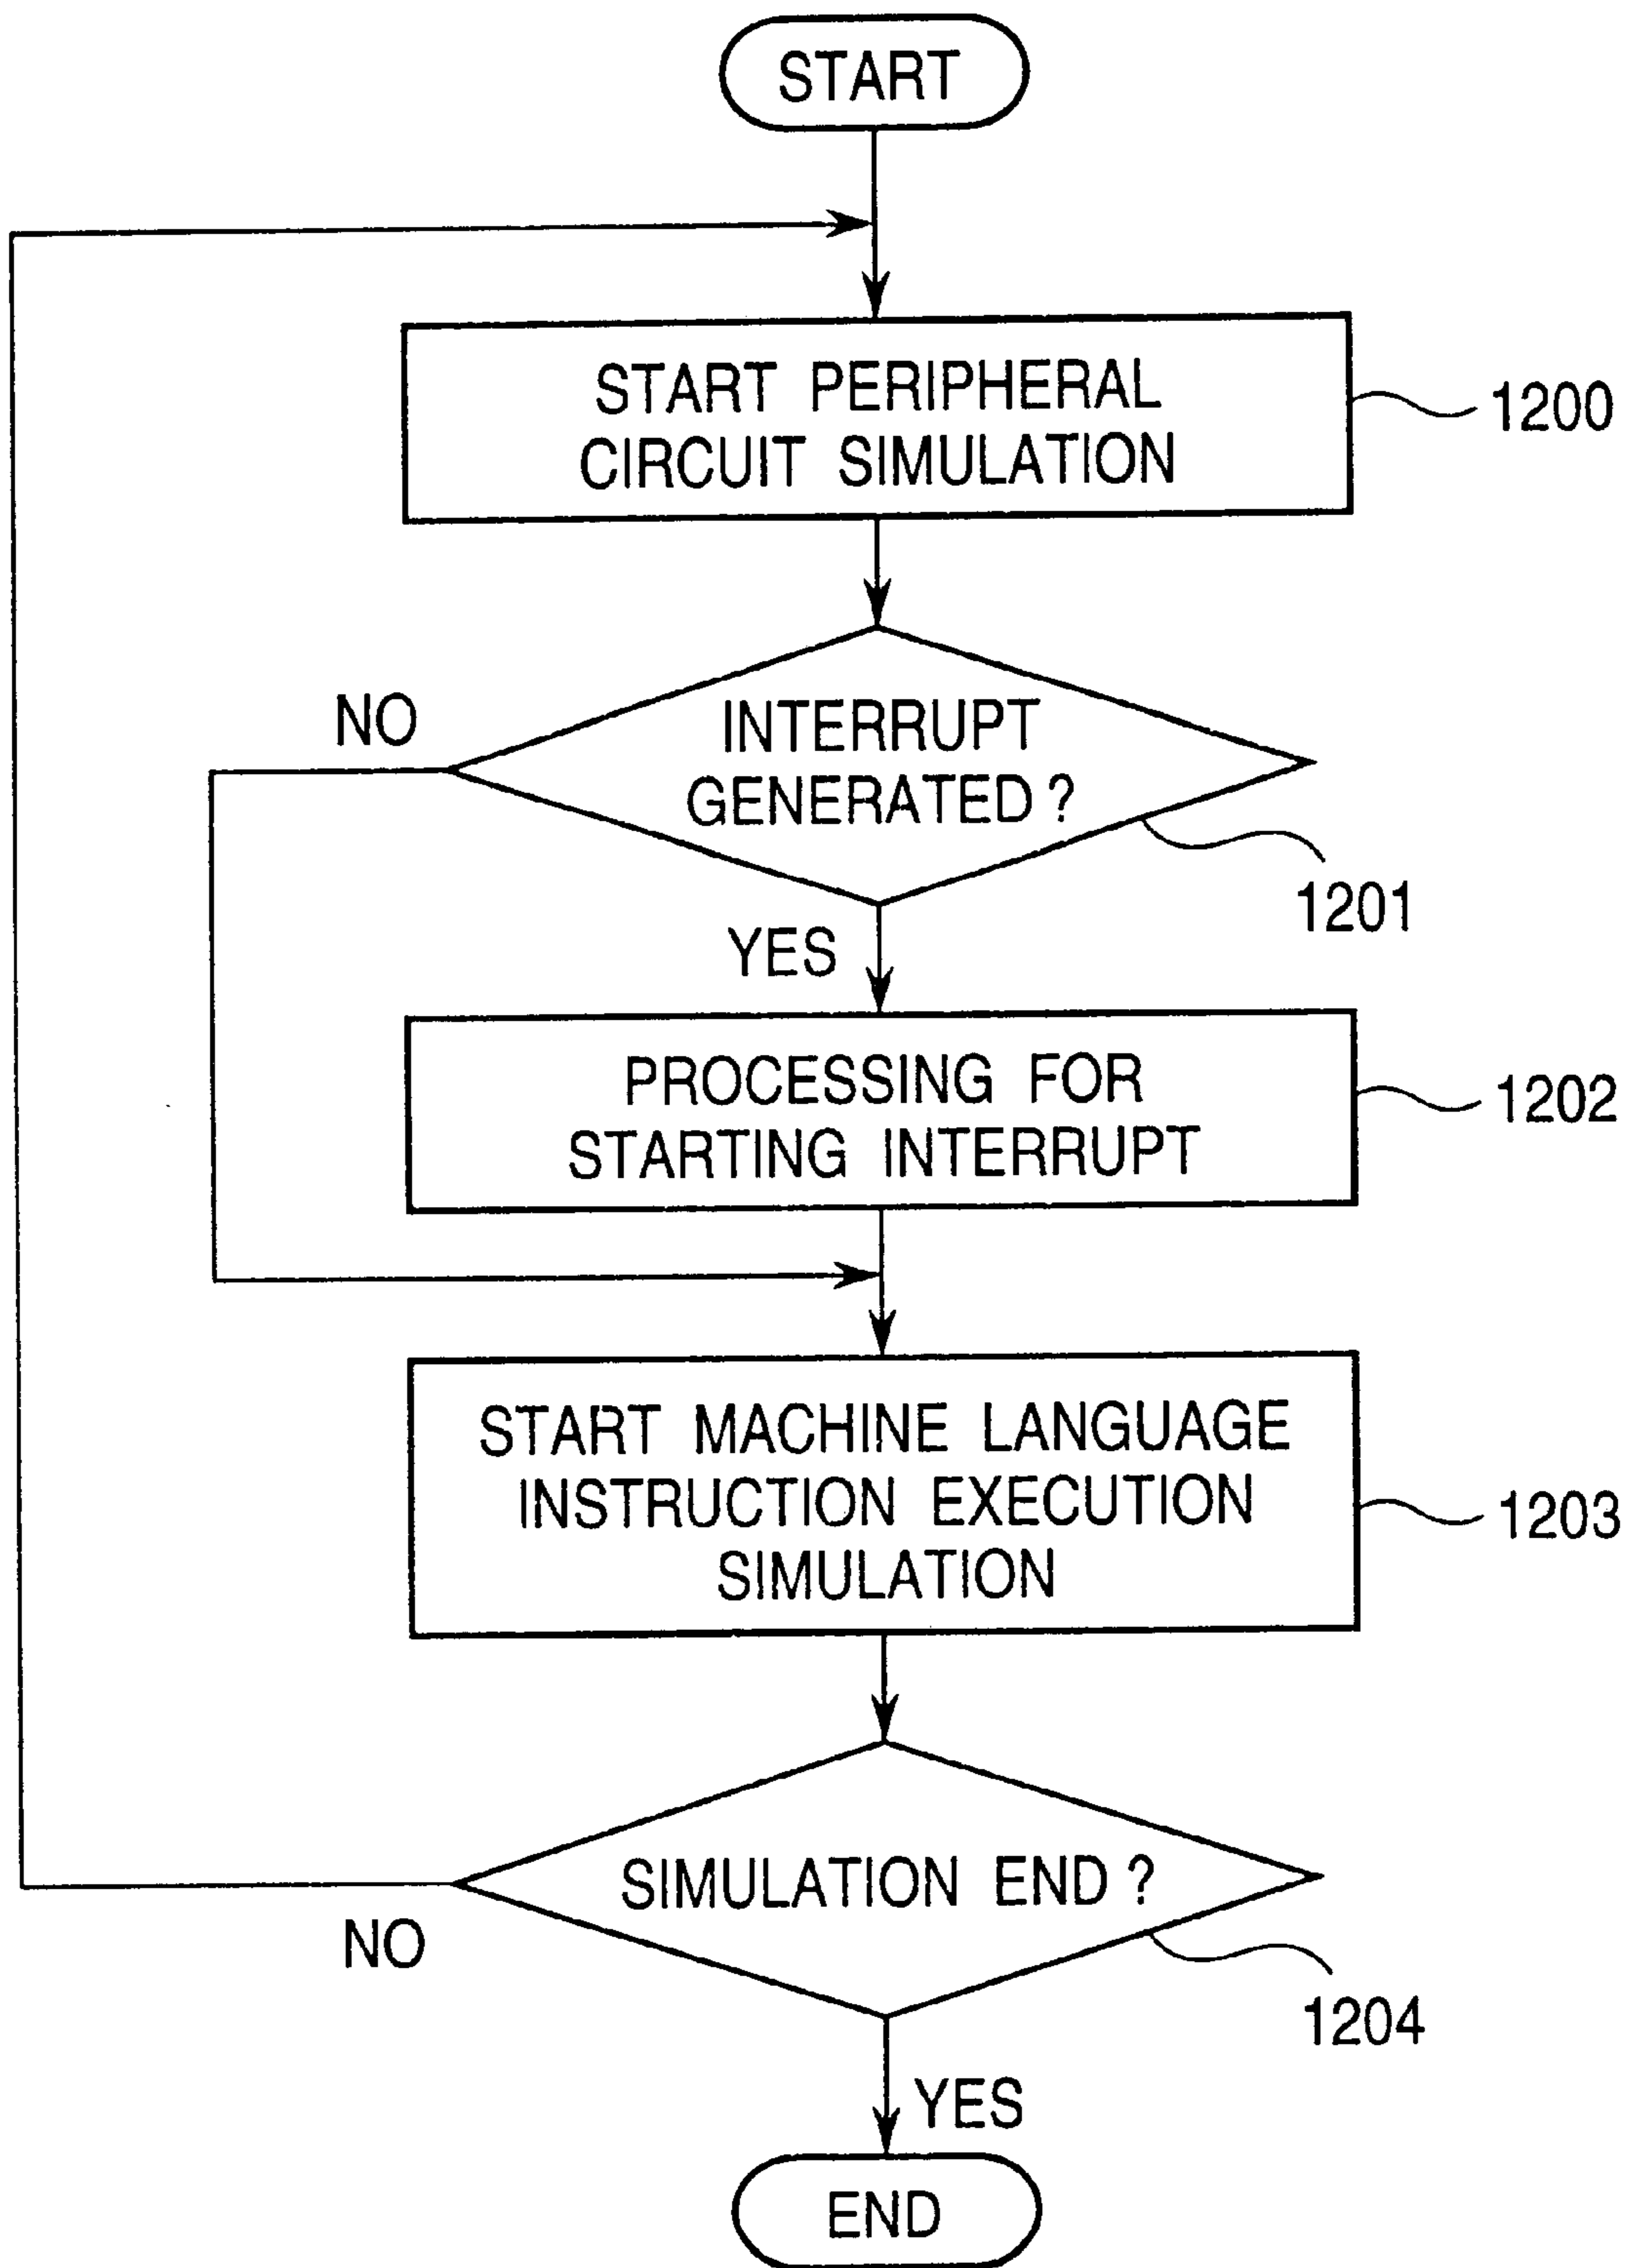 START
START PERIPHERAL
CIRCUIT SIMULATION
1200
NO
INTERRUPT
GENERATED?
1201
YES
PROCESSING FOR
STARTING INTERRUPT
1202
START MACHINE LANGUAGE
INSTRUCTION EXECUTION
SIMULATION
1203
SIMULATION END?
NO
1204
YES
END